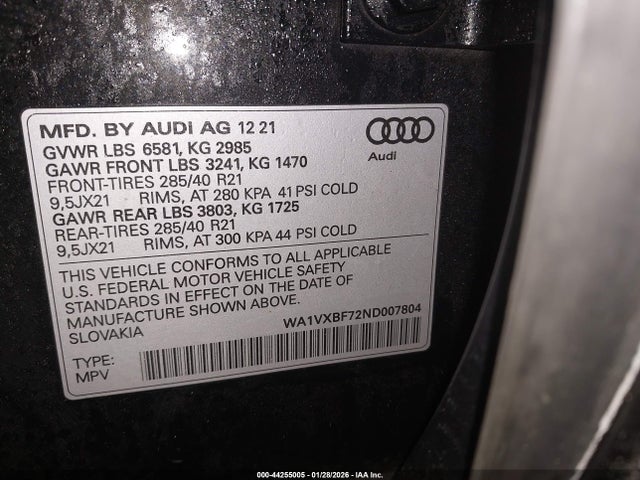 MFD. BY AUDI AG 12 21
GVWR LBS 6581, KG 2985
GAWR FRONT LBS 3241, KG 1470
FRONT-TIRES 285/40 R21
9,5JX21 RIMS, AT 280 KPA 41 PSI COLD
GAWR REAR LBS 3803, KG 1725
REAR-TIRES 285/40 R21
9,5JX21 RIMS, AT 300 KPA 44 PSI COLD
Audi
THIS VEHICLE CONFORMS TO ALL APPLICABLE
U.S. FEDERAL MOTOR VEHICLE SAFETY
STANDARDS IN EFFECT ON THE DATE OF
MANUFACTURE SHOWN ABOVE.
SLOVAKIA
WA1VXBF72ND007804
TYPE:
MPV
000-44255005 - 01/28/2026 - IAA Inc.